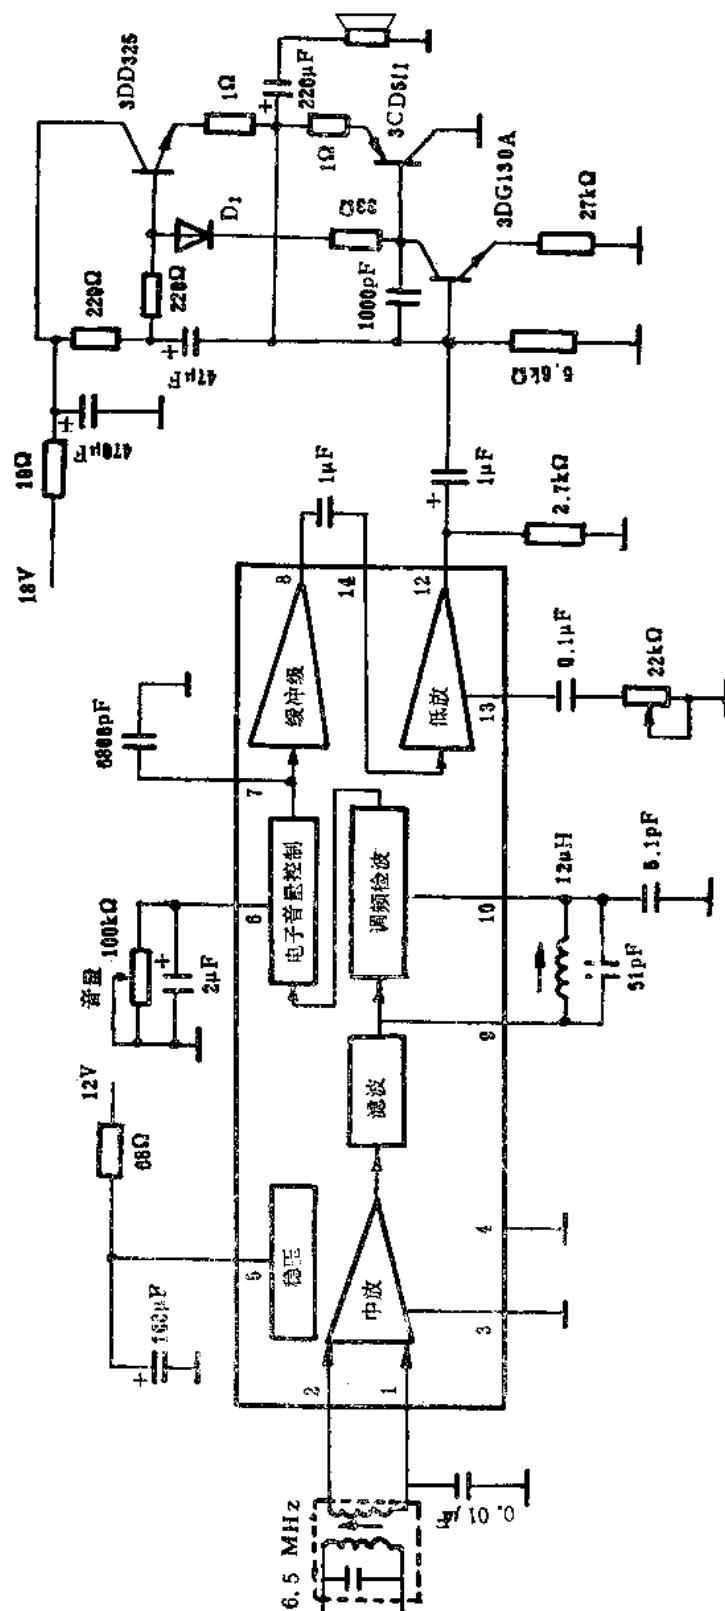 6.5 MHz
0.01μF
2
1
中放
3
4
稳压
5
100μF
68Ω
12V
滤波
9
12μH
51pF
5.1pF
10
调频检波
电子音量控制
6
音量
100kΩ
2μF
7
6800pF
缓冲级
8
1μF
14
低放
13
0.1μF
22kΩ
12
2.7kΩ
1μF
18V
10Ω
470μF
220Ω
220Ω
47μF
3DD325
D₁
1Ω
220μF
1Ω
3CD511
1000pF
3DG130A
27kΩ